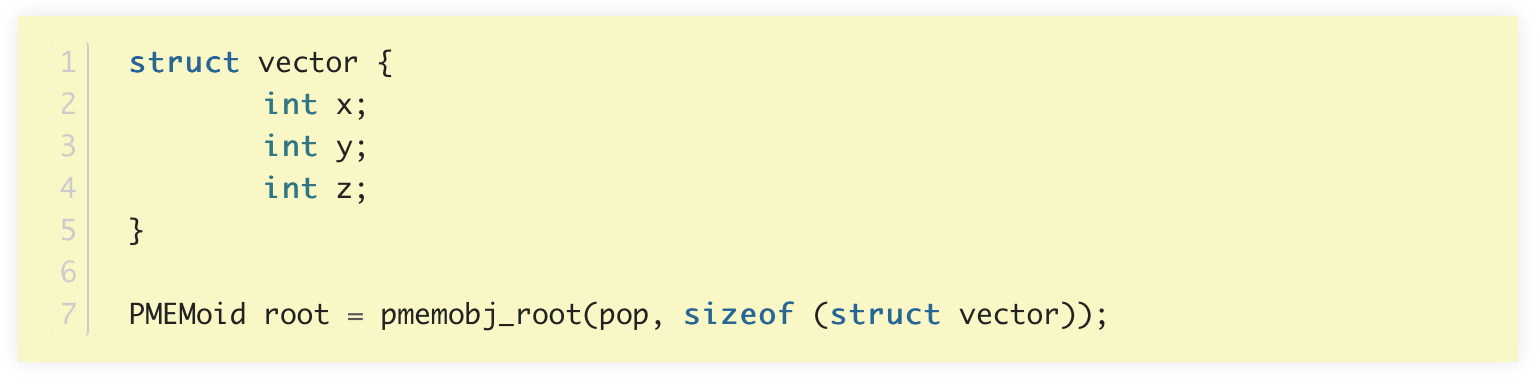 1 struct vector {
2 int x;
3 int y;
4 int z;
5 }
6
7 PMEMoid root = pmemobj_root(pop, sizeof (struct vector));